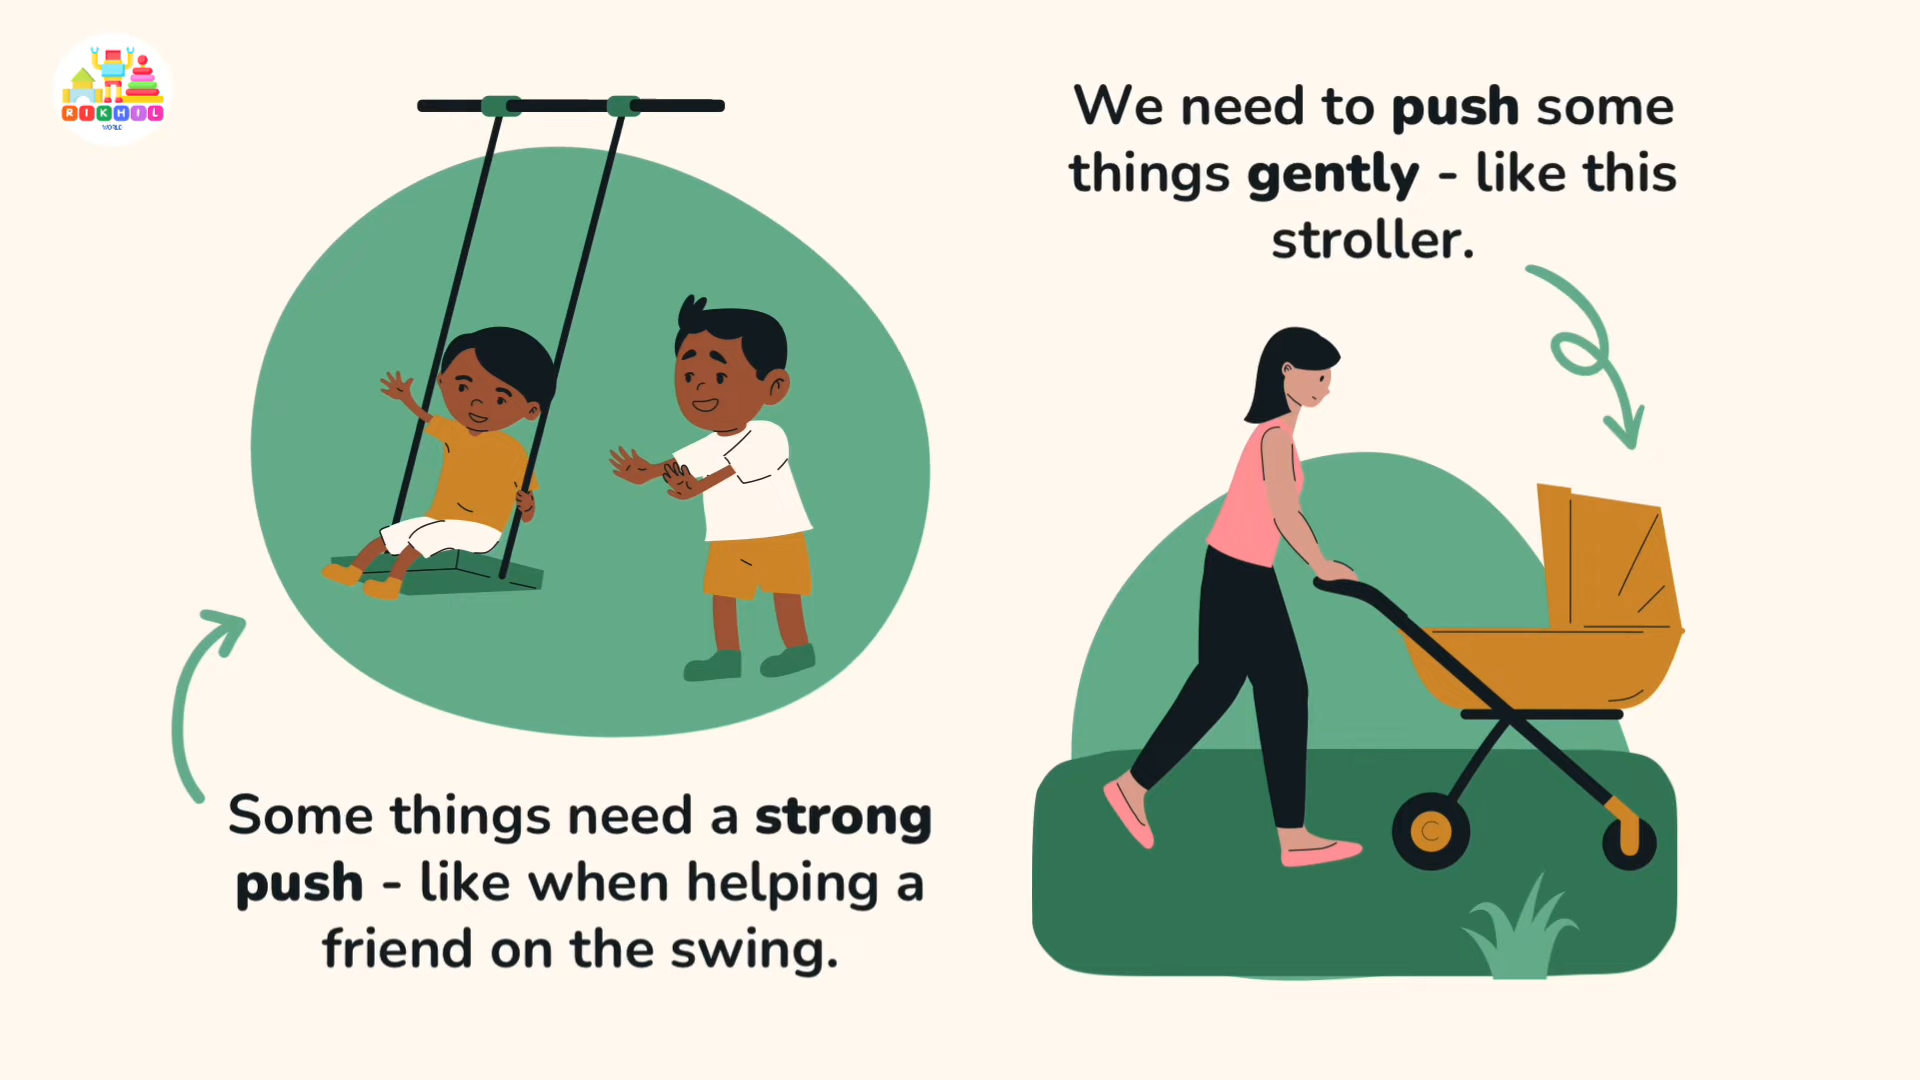 RIKHIL
WORLD
We need to push some
things gently - like this
stroller.
Some things need a strong
push - like when helping a
friend on the swing.